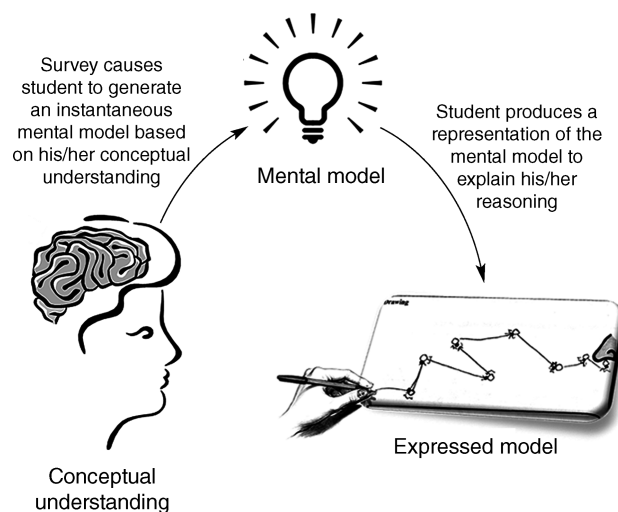 Survey causes
student to generate
an instantaneous
mental model based
on his/her conceptual
understanding
Mental model
Student produces a
representation of the
mental model to
explain his/her
reasoning
Drawing
Expressed model
Conceptual
understanding